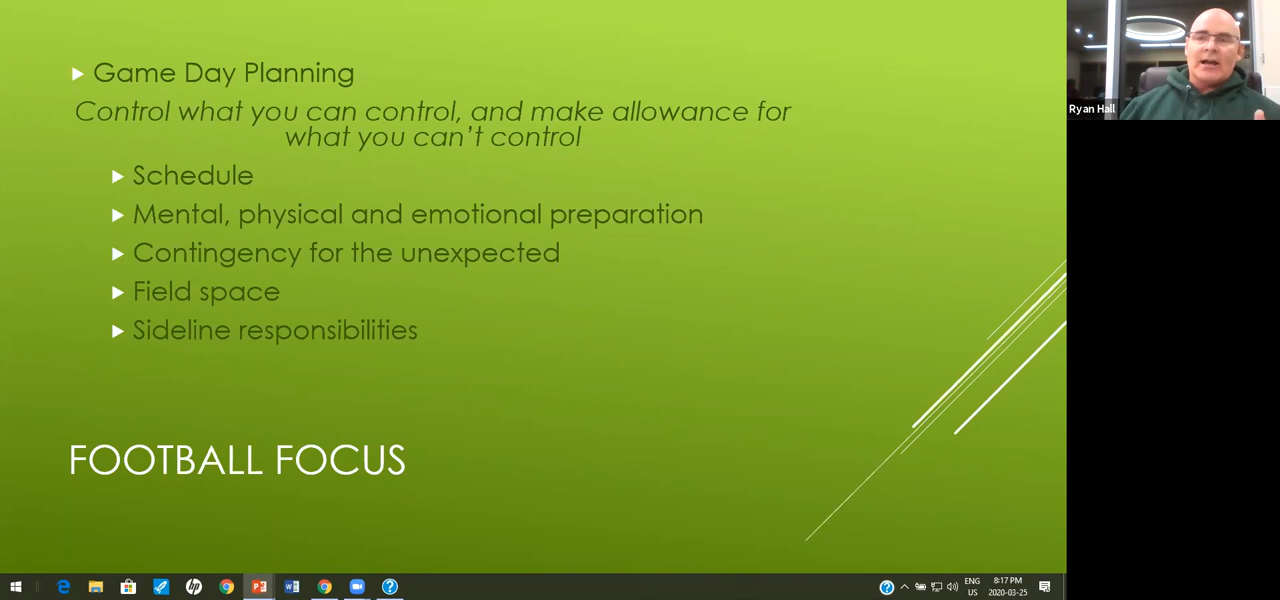 Game Day Planning
Control what you can control, and make allowance for
what you can't control
Schedule
Mental, physical and emotional preparation
Contingency for the unexpected
Field space
Sideline responsibilities
FOOTBALL FOCUS
Ryan Hall
ENG
US
8:17 PM
2020-03-25